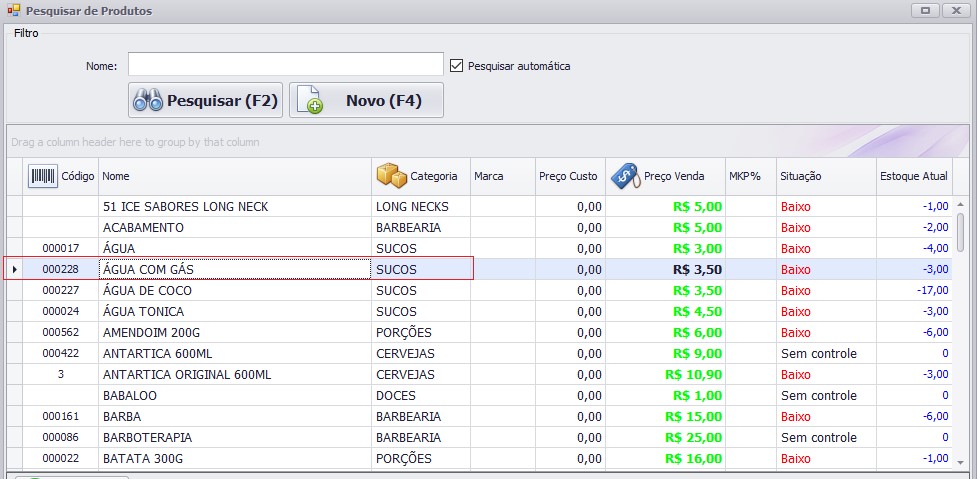 Pesquisar de Produtos
Filtro
Nome: Pesquisar automática
Pesquisar (F2) Novo (F4)
Drag a column header here to group by that column
Código Nome Categoria Marca Preço Custo Preço Venda MKP% Situação Estoque Atual
51 ICE SABORES LONG NECK LONG NECKS 0,00 R$ 5,00 Baixo -1,00
ACABAMENTO BARBEARIA 0,00 R$ 5,00 Baixo -2,00
000017 ÁGUA SUCOS 0,00 R$ 3,00 Baixo -4,00
000228 ÁGUA COM GÁS SUCOS 0,00 R$ 3,50 Baixo -3,00
000227 ÁGUA DE COCO SUCOS 0,00 R$ 3,50 Baixo -17,00
000024 ÁGUA TONICA SUCOS 0,00 R$ 4,50 Baixo -3,00
000562 AMENDOIM 200G PORÇÕES 0,00 R$ 6,00 Baixo -6,00
000422 ANTARTICA 600ML CERVEJAS 0,00 R$ 9,00 Sem controle 0
3 ANTARTICA ORIGINAL 600ML CERVEJAS 0,00 R$ 10,90 Baixo -3,00
BABALOO DOCES 0,00 R$ 1,00 Sem controle 0
000161 BARBA BARBEARIA 0,00 R$ 15,00 Baixo -6,00
000086 BARBOTERAPIA BARBEARIA 0,00 R$ 25,00 Sem controle 0
000022 BATATA 300G PORÇÕES 0,00 R$ 16,00 Baixo -1,00